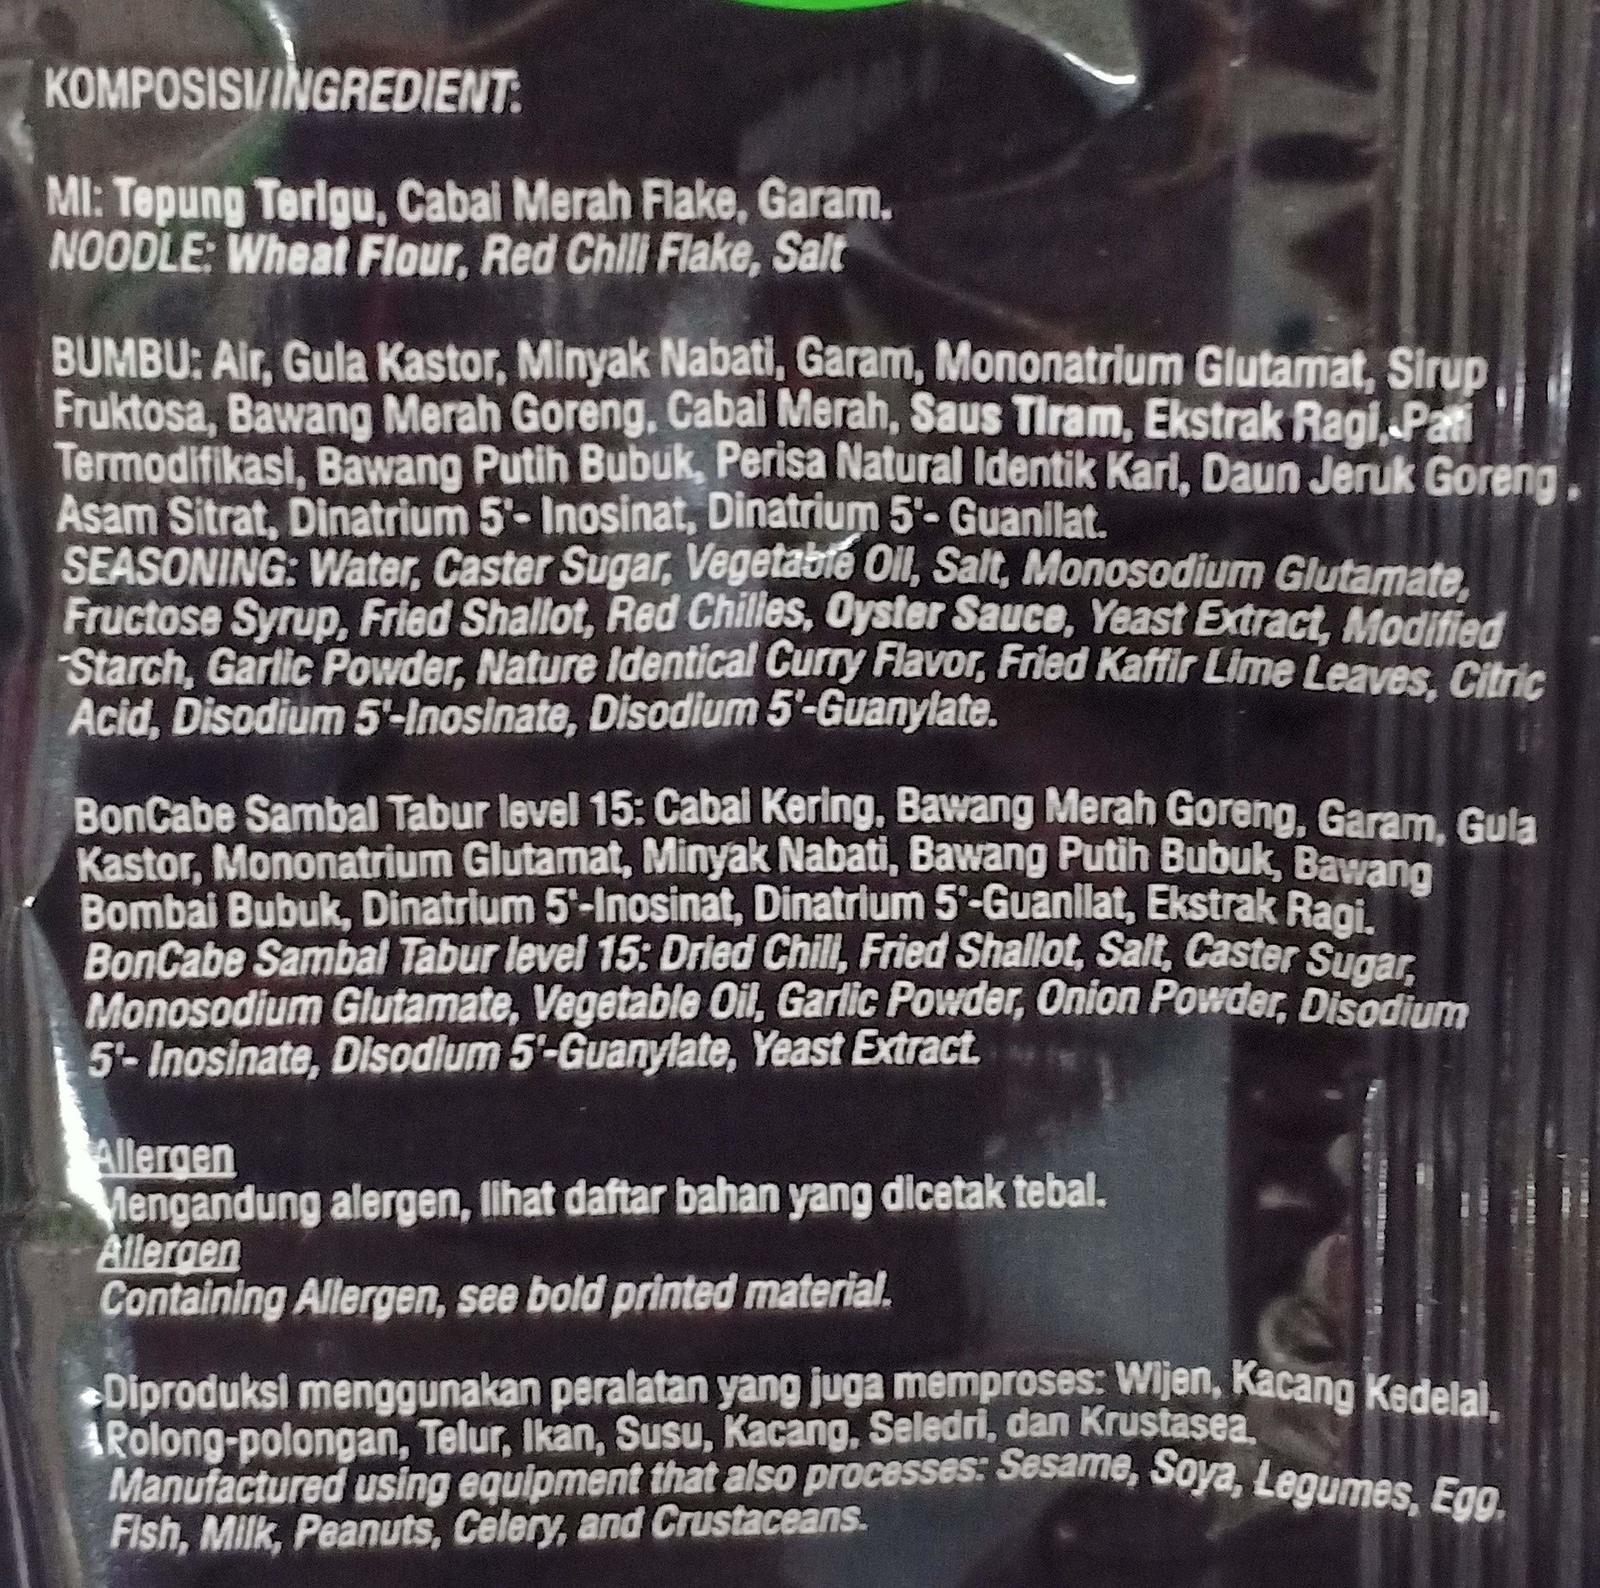 KOMPOSISI/INGREDIENT:
MI: Tepung Terigu, Cabai Merah Flake, Garam.
NOODLE: Wheat Flour, Red Chili Flake, Salt
BUMBU: Air, Gula Kastor, Minyak Nabati, Garam, Mononatrium Glutamat, Sirup
Fruktosa, Bawang Merah Goreng, Cabai Merah, Saus Tiram, Ekstrak Ragi, Pati
Termodifikasi, Bawang Putih Bubuk, Perisa Natural Identik Kari, Daun Jeruk Goreng ,
Asam Sitrat, Dinatrium 5'- Inosinat, Dinatrium 5'- Guanilat.
SEASONING: Water, Caster Sugar, Vegetable Oil, Salt, Monosodium Glutamate,
Fructose Syrup, Fried Shallot, Red Chilies, Oyster Sauce, Yeast Extract, Modified
Starch, Garlic Powder, Nature Identical Curry Flavor, Fried Kaffir Lime Leaves, Citric
Acid, Disodium 5'-Inosinate, Disodium 5'-Guanylate.
BonCabe Sambal Tabur level 15: Cabai Kering, Bawang Merah Goreng, Garam, Gula
Kastor, Mononatrium Glutamat, Minyak Nabati, Bawang Putih Bubuk, Bawang
Bombai Bubuk, Dinatrium 5'-Inosinat, Dinatrium 5'-Guanilat, Ekstrak Ragi.
BonCabe Sambal Tabur level 15: Dried Chili, Fried Shallot, Salt, Caster Sugar,
Monosodium Glutamate, Vegetable Oil, Garlic Powder, Onion Powder, Disodium
5'- Inosinate, Disodium 5'-Guanylate, Yeast Extract.
Allergen
Mengandung alergen, lihat daftar bahan yang dicetak tebal.
Allergen
Containing Allergen, see bold printed material.
Diproduksi menggunakan peralatan yang juga memproses: Wijen, Kacang Kedelai,
Polong-polongan, Telur, Ikan, Susu, Kacang, Seledri, dan Krustasea.
Manufactured using equipment that also processes: Sesame, Soya, Legumes, Egg,
Fish, Milk, Peanuts, Celery, and Crustaceans.